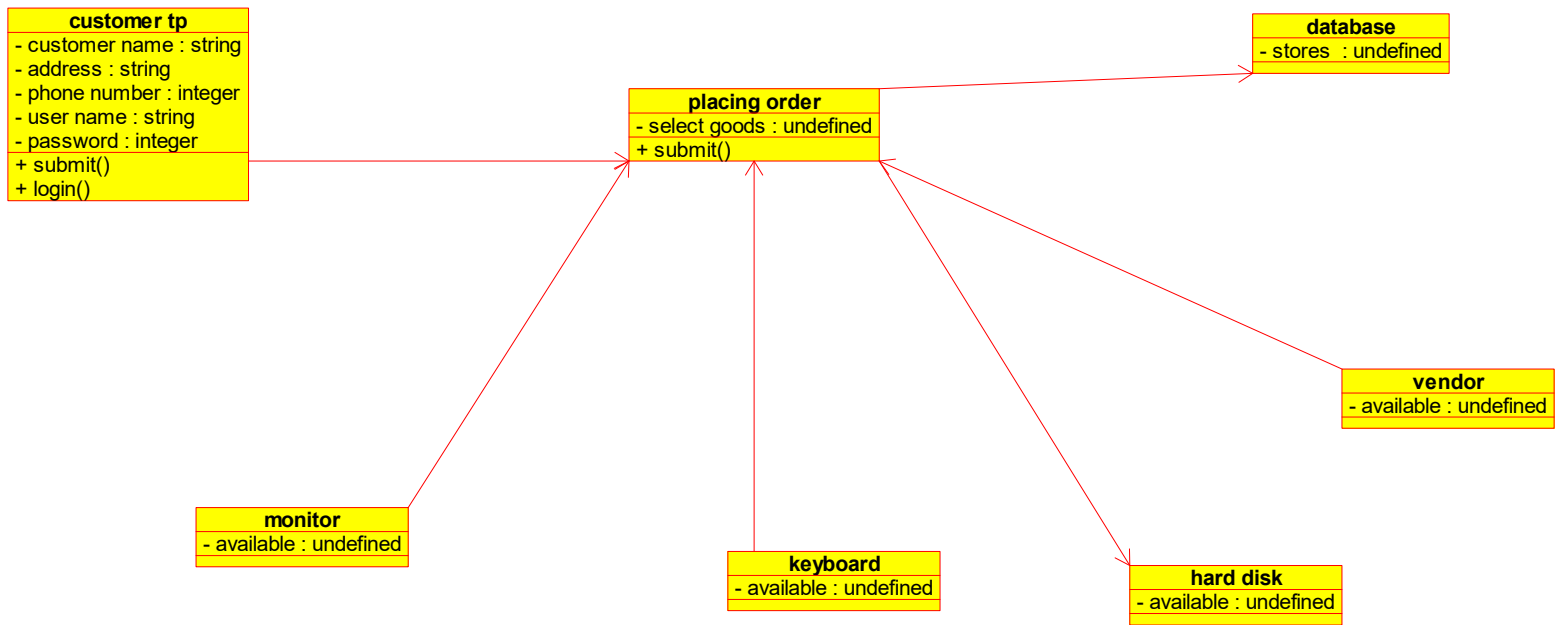 customer tp
- customer name : string
- address : string
- phone number : integer
- user name : string
- password : integer
+ submit()
+ login()
placing order
- select goods : undefined
+ submit()
database
- stores  : undefined
vendor
- available : undefined
monitor
- available : undefined
keyboard
- available : undefined
hard disk
- available : undefined